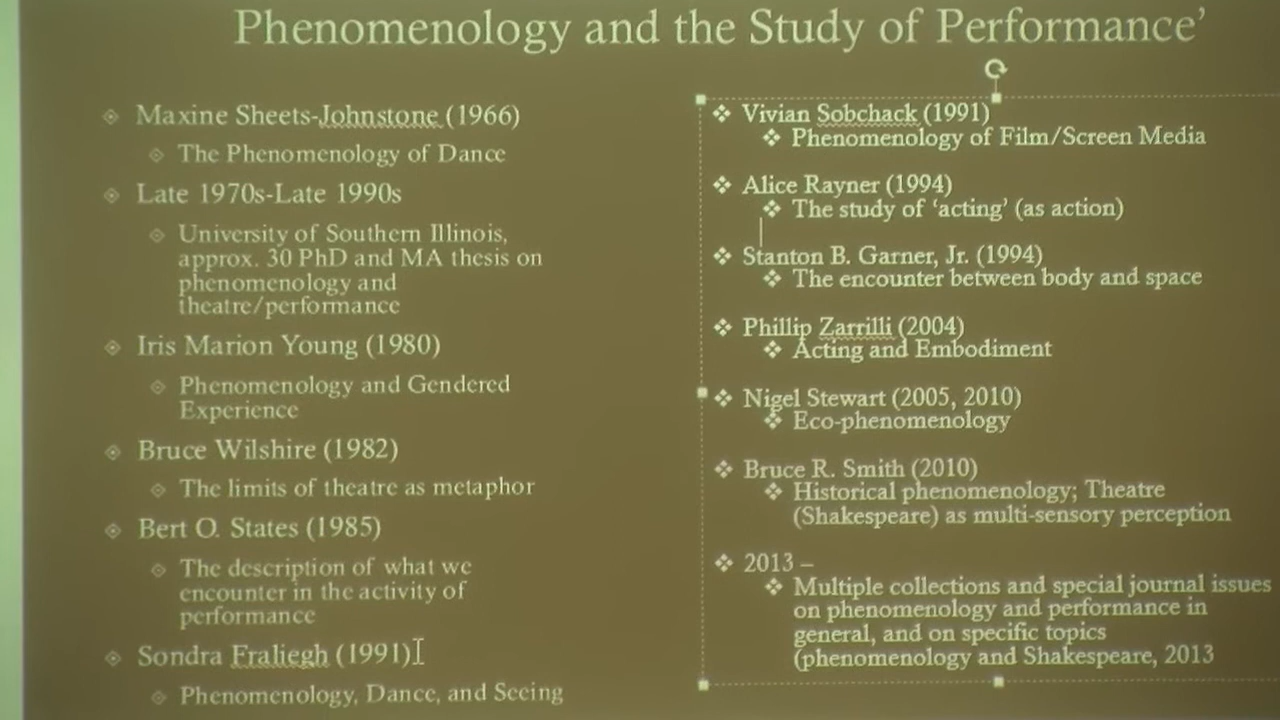 Phenomenology and the Study of Performance’
Maxine Sheets-Johnstone (1966)
The Phenomenology of Dance
Late 1970s-Late 1990s
University of Southern Illinois,
approx. 30 PhD and MA thesis on
phenomenology and
theatre/performance
Iris Marion Young (1980)
Phenomenology and Gendered
Experience
Bruce Wilshire (1982)
The limits of theatre as metaphor
Bert O. States (1985)
The description of what we
encounter in the activity of
performance
Sondra Fraliegh (1991)
Phenomenology, Dance, and Seeing
Vivian Sobchack (1991)
Phenomenology of Film/Screen Media
Alice Rayner (1994)
The study of ‘acting’ (as action)
Stanton B. Garner, Jr. (1994)
The encounter between body and space
Phillip Zarrilli (2004)
Acting and Embodiment
Nigel Stewart (2005, 2010)
Eco-phenomenology
Bruce R. Smith (2010)
Historical phenomenology; Theatre
(Shakespeare) as multi-sensory perception
2013 –
Multiple collections and special journal issues
on phenomenology and performance in
general, and on specific topics
(phenomenology and Shakespeare, 2013